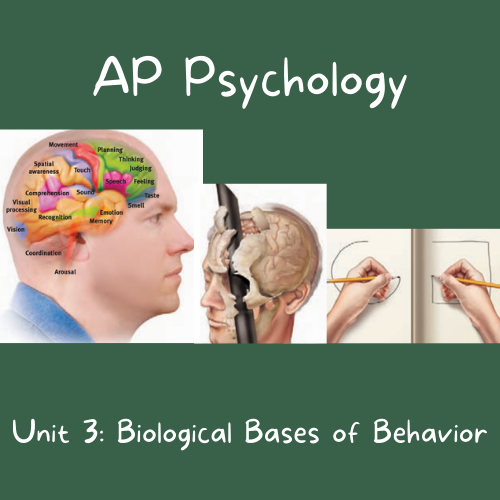 AP Psychology
Movement
Planning
Thinking
Judging
Spatial
awareness
Touch
Speech
Feeling
Comprehension
Sound
Taste
Visual
processing
Smell
Emotion
Recognition
Memory
Vision
Coordination
Arousal
Unit 3: Biological Bases of Behavior